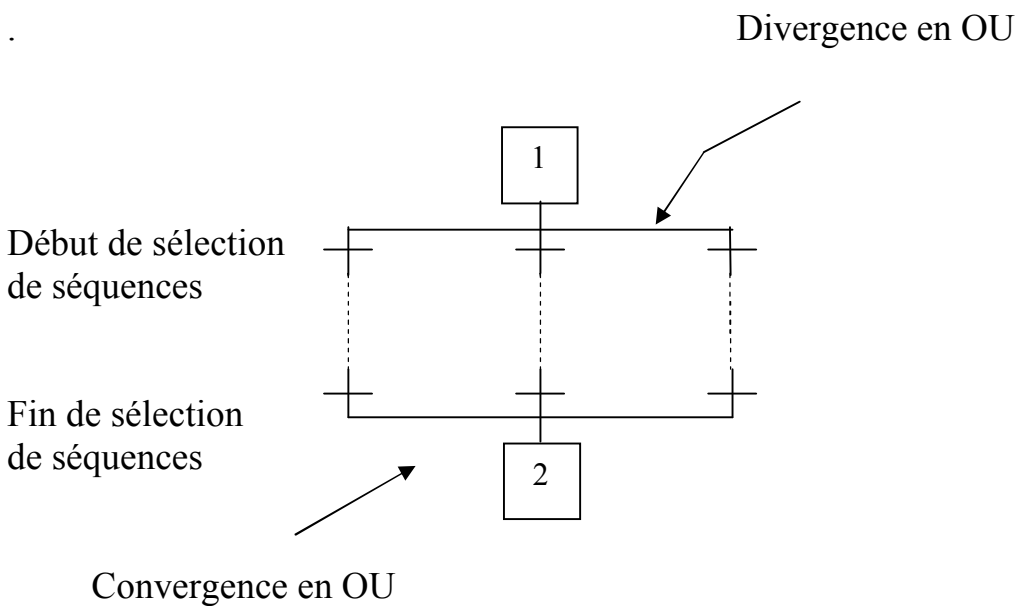 .
Divergence en OU
1
Début de sélection
de séquences
Fin de sélection
de séquences
2
Convergence en OU